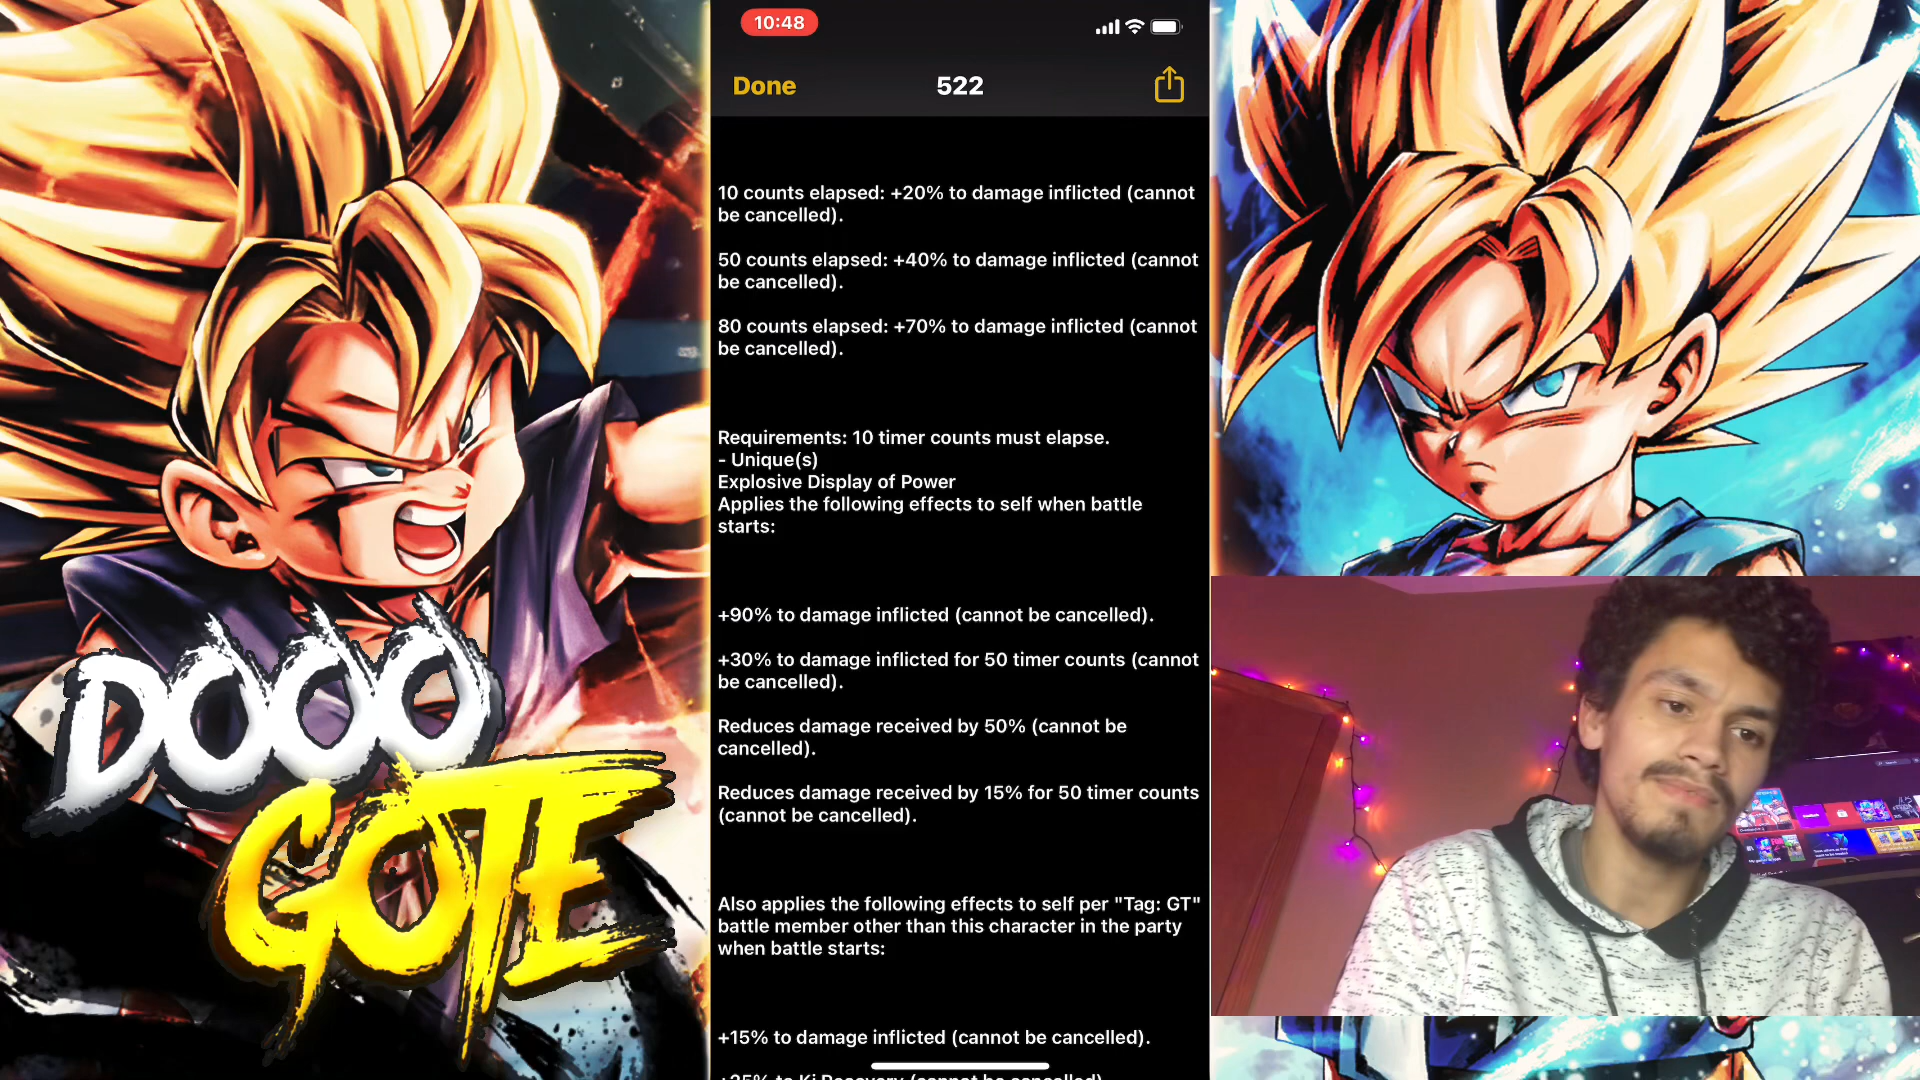 10:48
Done
522
10 counts elapsed: +20% to damage inflicted (cannot
be cancelled).
50 counts elapsed: +40% to damage inflicted (cannot
be cancelled).
80 counts elapsed: +70% to damage inflicted (cannot
be cancelled).
Requirements: 10 timer counts must elapse.
- Unique(s)
Explosive Display of Power
Applies the following effects to self when battle
starts:
+90% to damage inflicted (cannot be cancelled).
+30% to damage inflicted for 50 timer counts (cannot
be cancelled).
Reduces damage received by 50% (cannot be
cancelled).
Reduces damage received by 15% for 50 timer counts
(cannot be cancelled).
Also applies the following effects to self per "Tag: GT"
battle member other than this character in the party
when battle starts:
+15% to damage inflicted (cannot be cancelled).
DOOO
GOTE